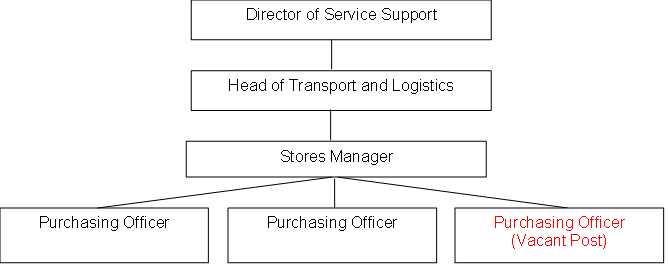 Director of Service Support
Head of Transport and Logistics
Stores Manager
Purchasing Officer
Purchasing Officer
Purchasing Officer
(Vacant Post)